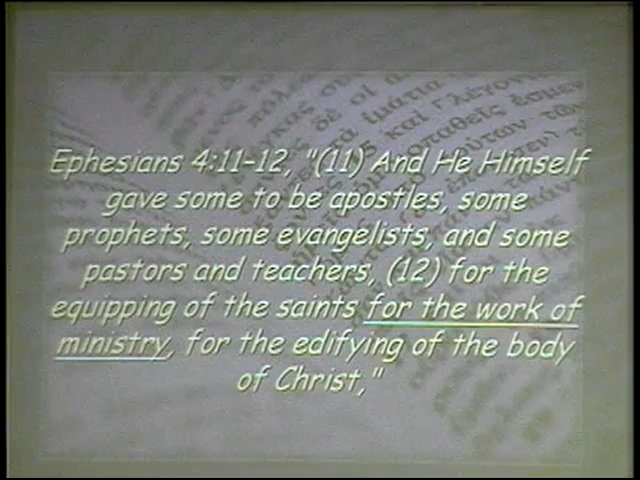 Ephesians 4:11-12, "(11) And He Himself
gave some to be apostles, some
prophets, some evangelists, and some
pastors and teachers, (12) for the
equipping of the saints for the work of
ministry, for the edifying of the body
of Christ,"